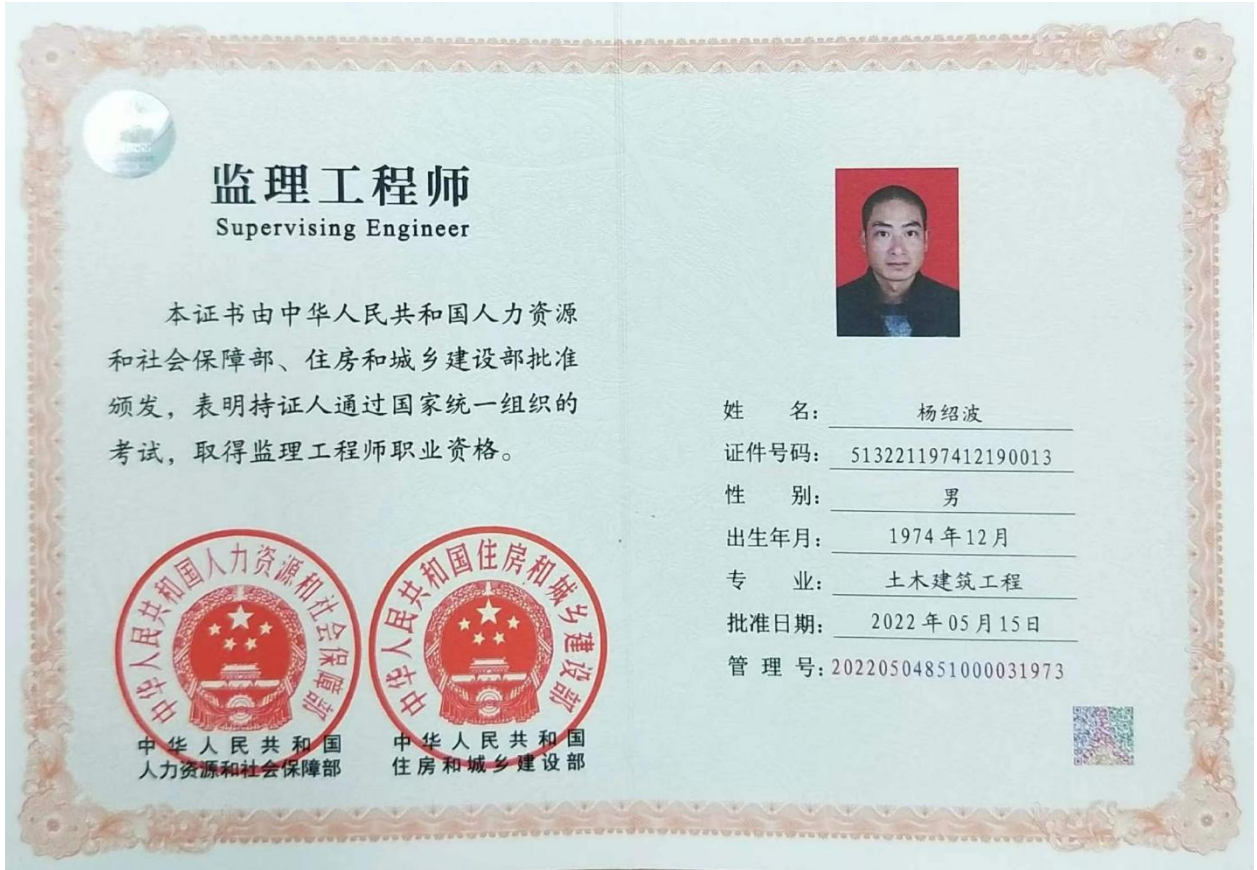 监理工程师
Supervising Engineer
本证书由中华人民共和国人力资源
和社会保障部、住房和城乡建设部批准
颁发，表明持证人通过国家统一组织的
考试，取得监理工程师职业资格。
中华人民共和国人力资源和社会保障部
中华人民共和国住房和城乡建设部
中华人民共和国
人力资源和社会保障部
中华人民共和国
住房和城乡建设部
姓 名：杨绍波
证件号码：513221197412190013
性 别：男
出生年月：1974年12月
专 业：土木建筑工程
批准日期：2022年05月15日
管 理 号：20220504851000031973